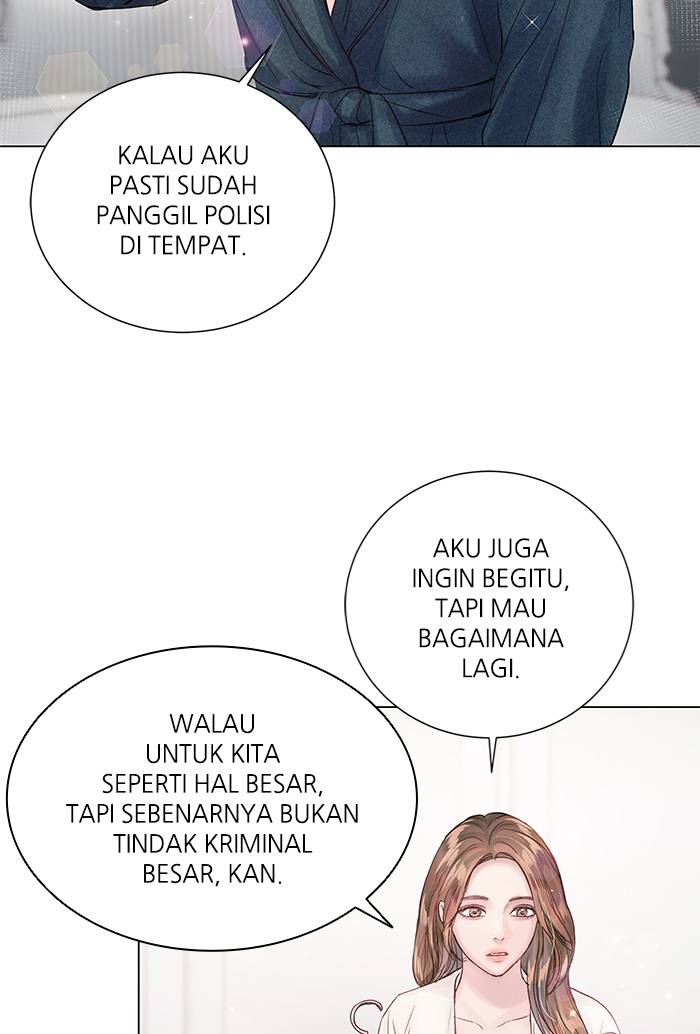 KALAU AKU
PASTI SUDAH
PANGGIL POLISI
DI TEMPAT.
AKU JUGA
INGIN BEGITU,
TAPI MAU
BAGAIMANA
LAGI.
WALAU
UNTUK KITA
SEPERTI HAL BESAR,
TAPI SEBENARNYA BUKAN
TINDAK KRIMINAL
BESAR, KAN.